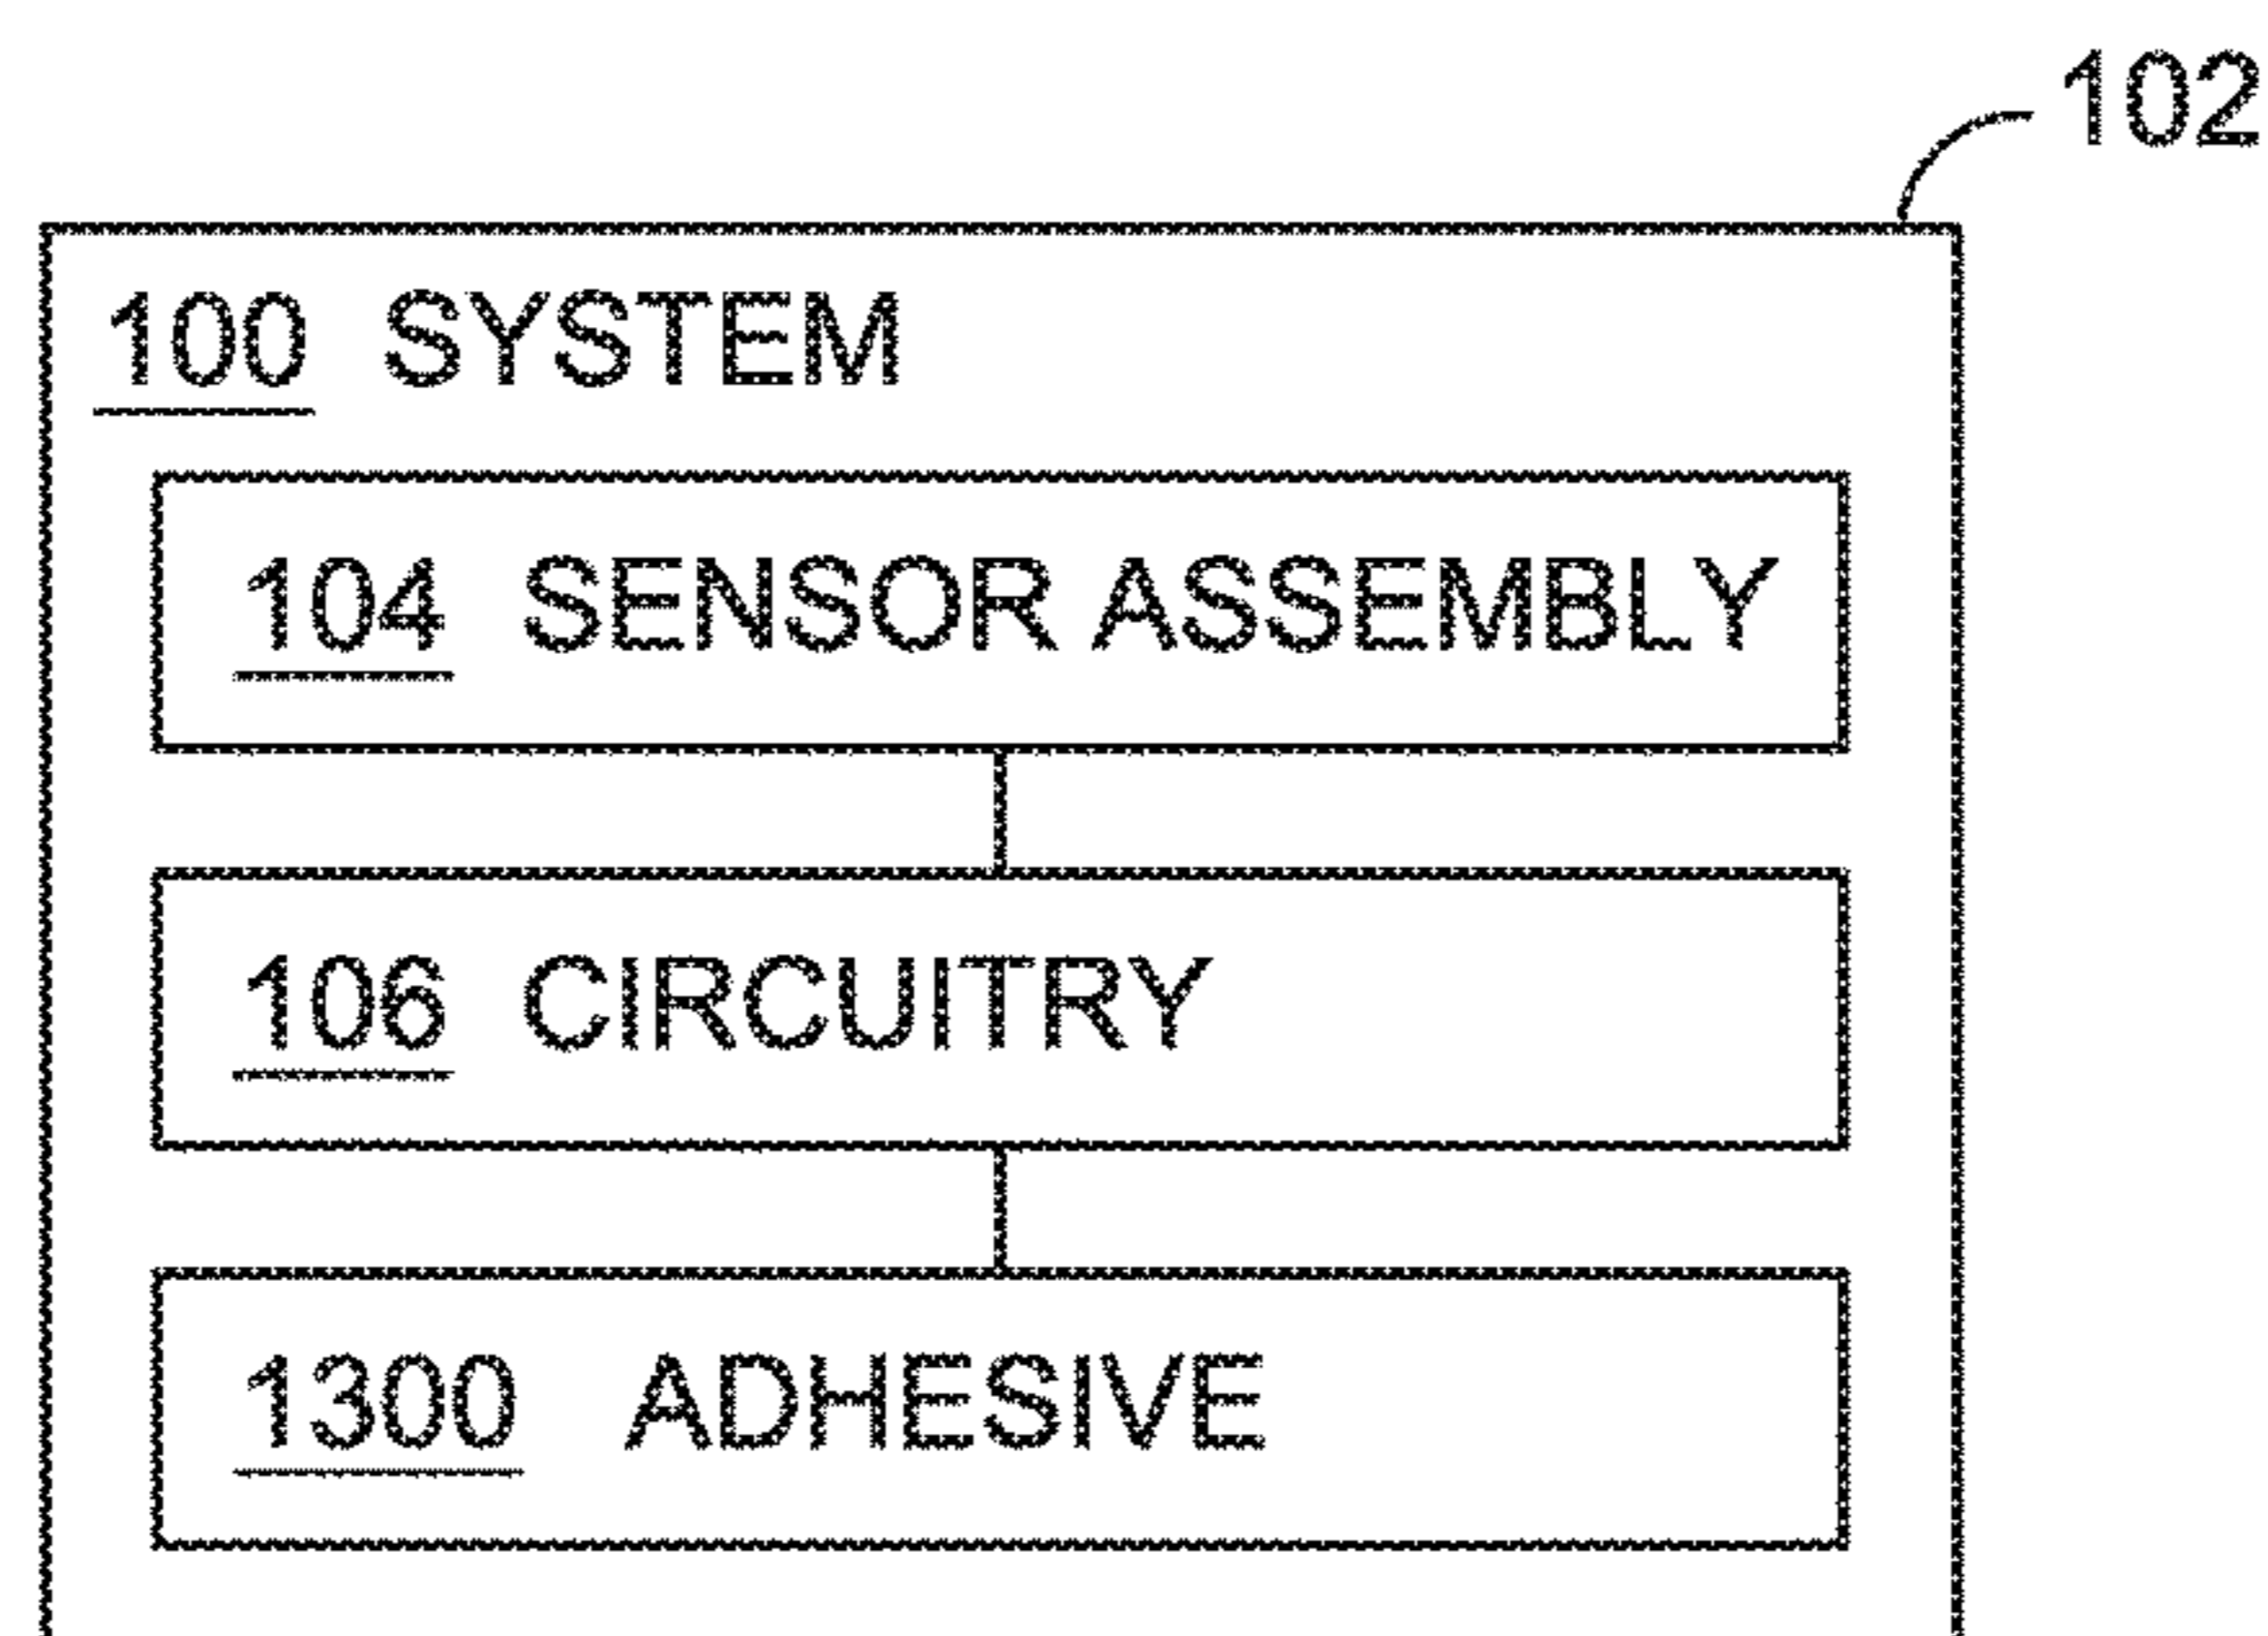 102
100 SYSTEM
104 SENSOR ASSEMBLY
106 CIRCUITRY
1300 ADHESIVE